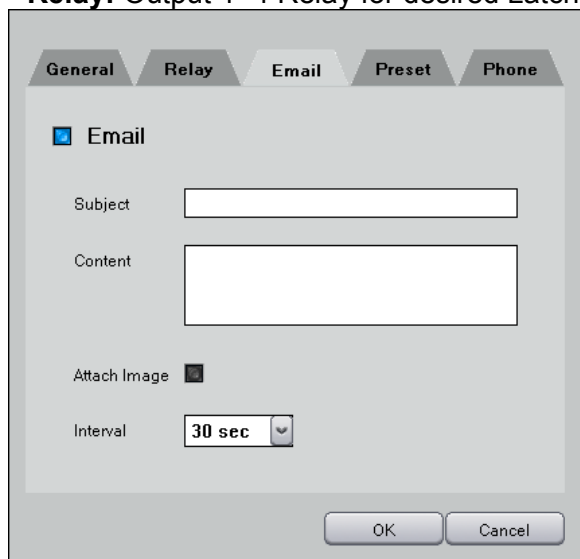 Relay: Output 1~4 Relay for desired Latch
General Relay Email Preset Phone
Email
Subject
Content
Attach Image
Interval 30 sec
OK Cancel